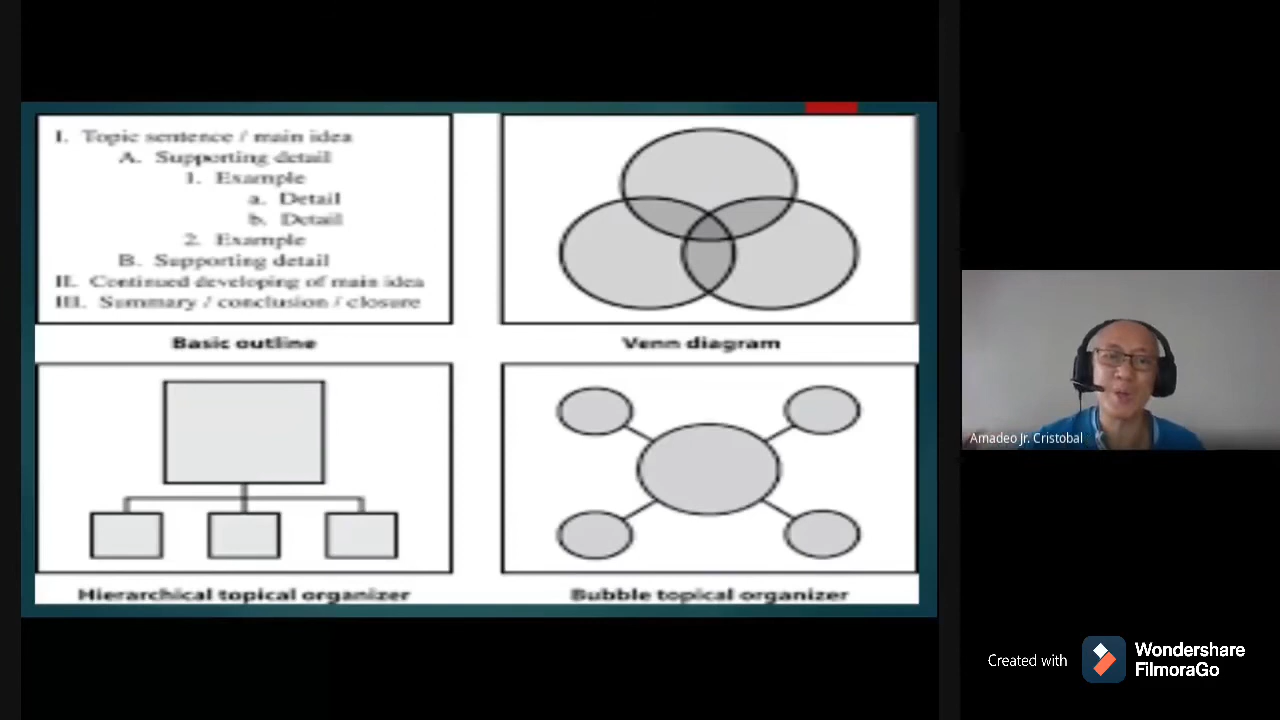 I. Topic sentence / main idea
A. Supporting detail
1. Example
a. Detail
b. Detail
2. Example
B. Supporting detail
II. Continued developing of main idea
III. Summary / conclusion / closure
Basic outline
Venn diagram
Hierarchical topical organizer
Bubble topical organizer
Amadeo Jr. Cristobal
Created with
Wondershare
FilmoraGo